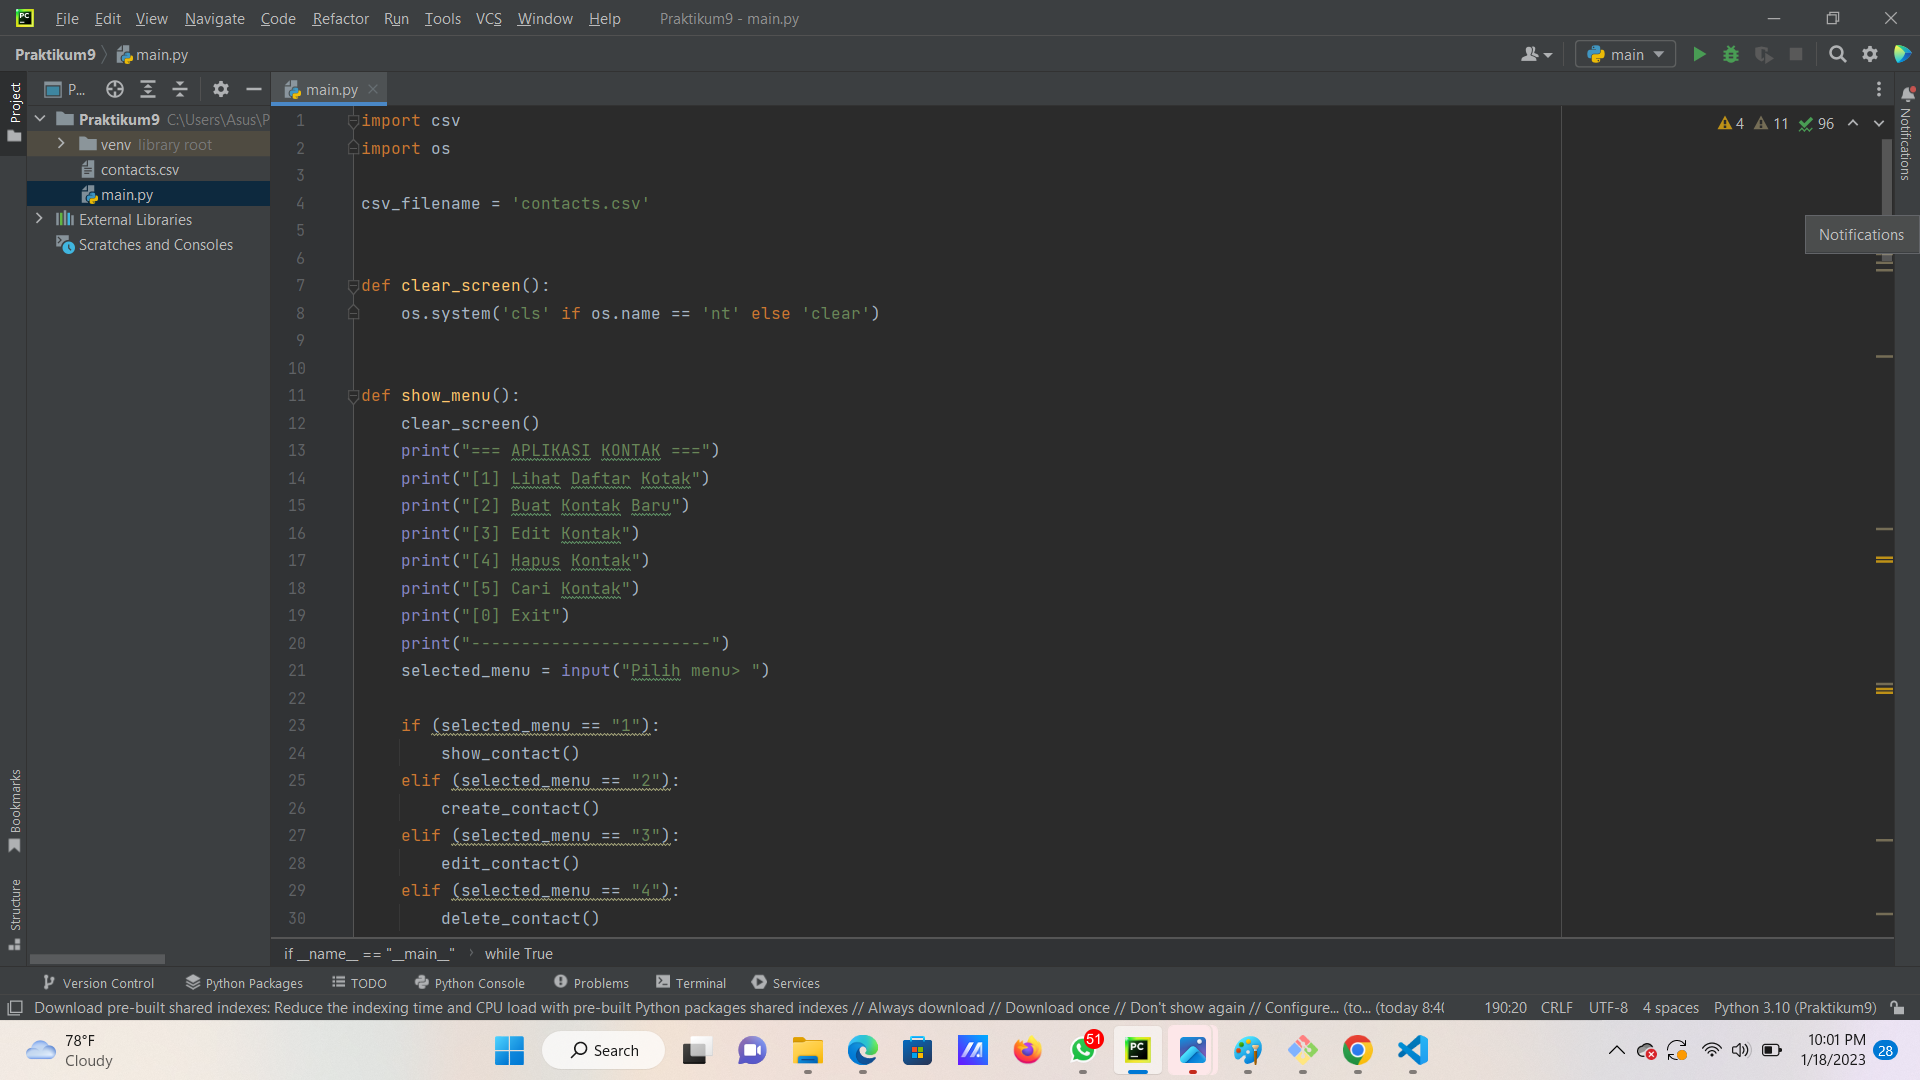 PC File Edit View Navigate Code Refactor Run Tools VCS Window Help Praktikum9 - main.py
Praktikum9 main.py main
P... main.py
Project
Praktikum9 C:\Users\Asus\P
venv library root
contacts.csv
main.py
External Libraries
Scratches and Consoles
Bookmarks
Structure
4 11 96
Notifications
Notifications
1 import csv
2 import os
3
4 csv_filename = 'contacts.csv'
5
6
7 def clear_screen():
8 os.system('cls' if os.name == 'nt' else 'clear')
9
10
11 def show_menu():
12 clear_screen()
13 print("=== APLIKASI KONTAK ===")
14 print("[1] Lihat Daftar Kotak")
15 print("[2] Buat Kontak Baru")
16 print("[3] Edit Kontak")
17 print("[4] Hapus Kontak")
18 print("[5] Cari Kontak")
19 print("[0] Exit")
20 print("------------------------")
21 selected_menu = input("Pilih menu> ")
22
23 if (selected_menu == "1"):
24 show_contact()
25 elif (selected_menu == "2"):
26 create_contact()
27 elif (selected_menu == "3"):
28 edit_contact()
29 elif (selected_menu == "4"):
30 delete_contact()
if __name__ == "__main__" while True
Version Control Python Packages TODO Python Console Problems Terminal Services
Download pre-built shared indexes: Reduce the indexing time and CPU load with pre-built Python packages shared indexes // Always download // Download once // Don't show again // Configure... (to... (today 8:40 190:20 CRLF UTF-8 4 spaces Python 3.10 (Praktikum9)
78°F
Cloudy
Search
51
PC
10:01 PM
1/18/2023
28